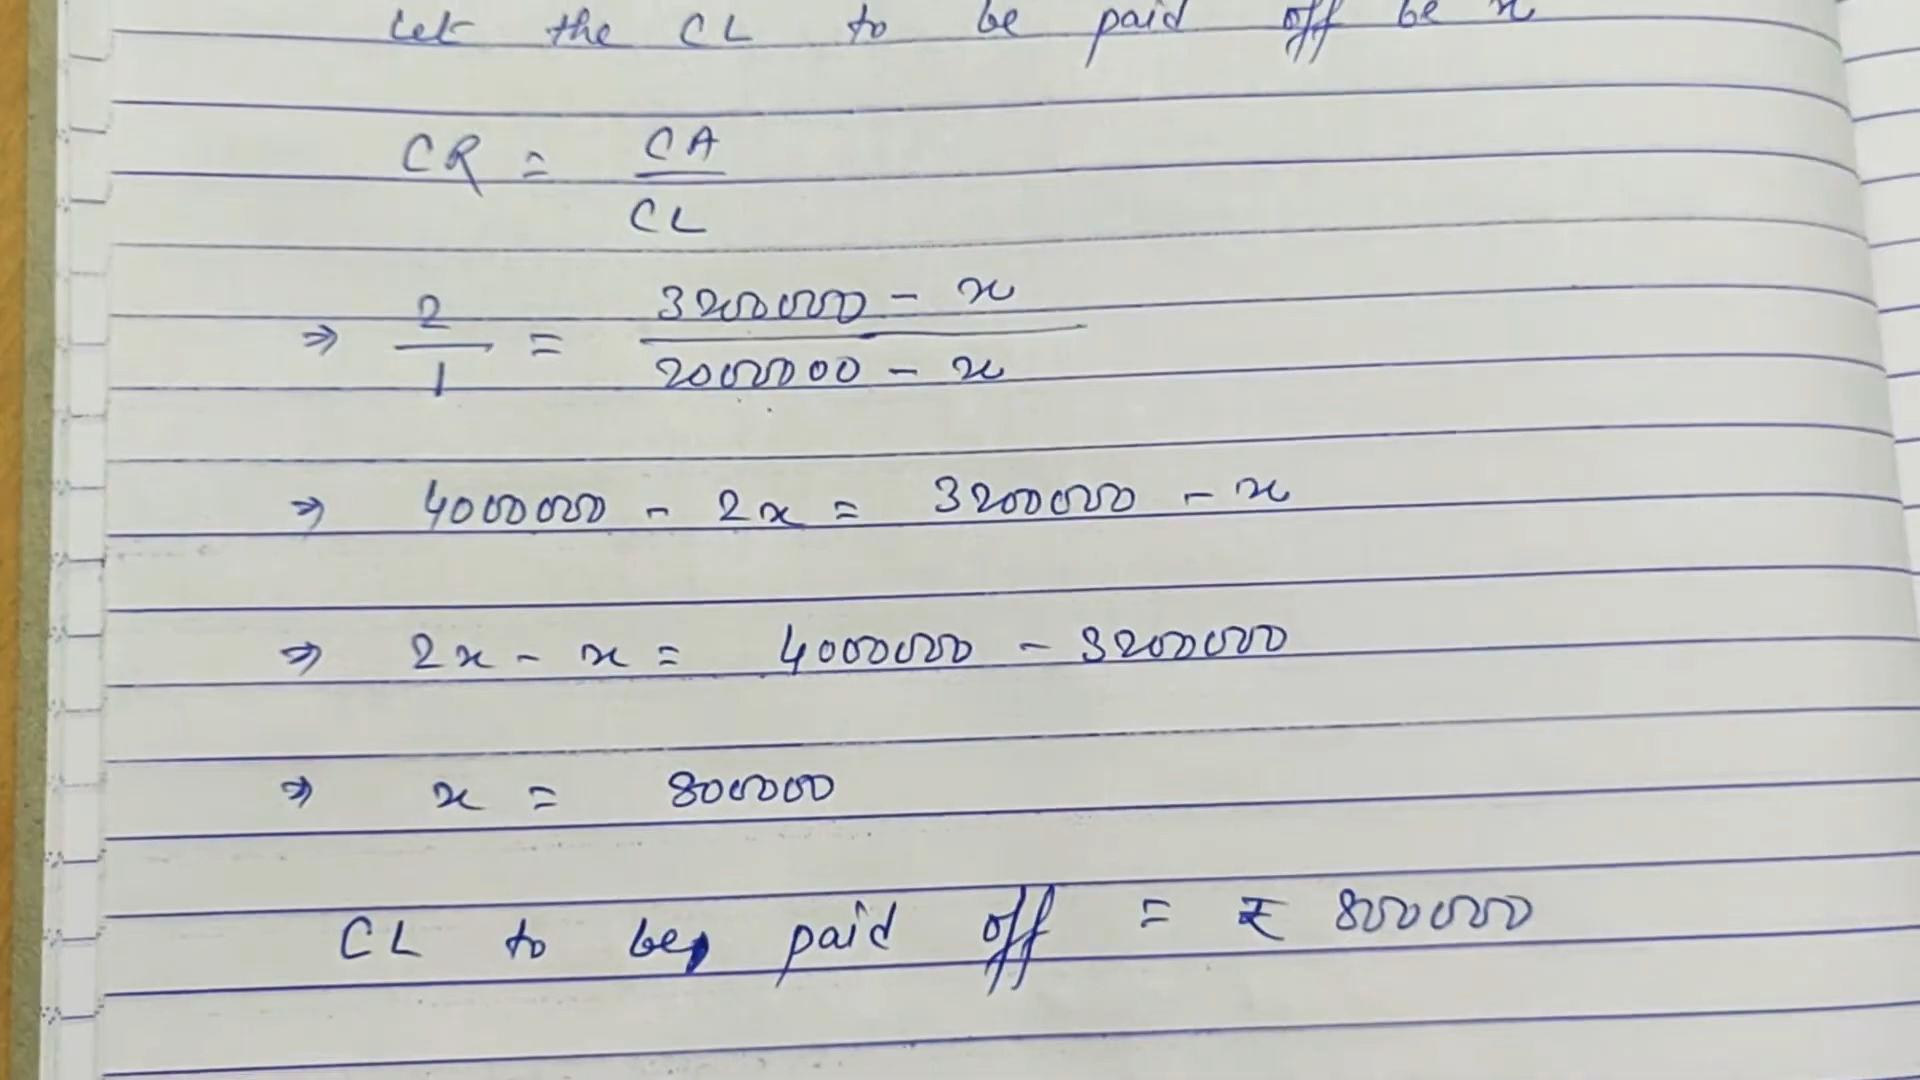 Let the CL to be paid off be x
CR = CA
CL
⇒ 2/1 = 3200000 - x
2000000 - x
⇒ 4000000 - 2x = 3200000 - x
⇒ 2x - x = 4000000 - 3200000
⇒ x = 800000
CL to be paid off = ₹ 800000